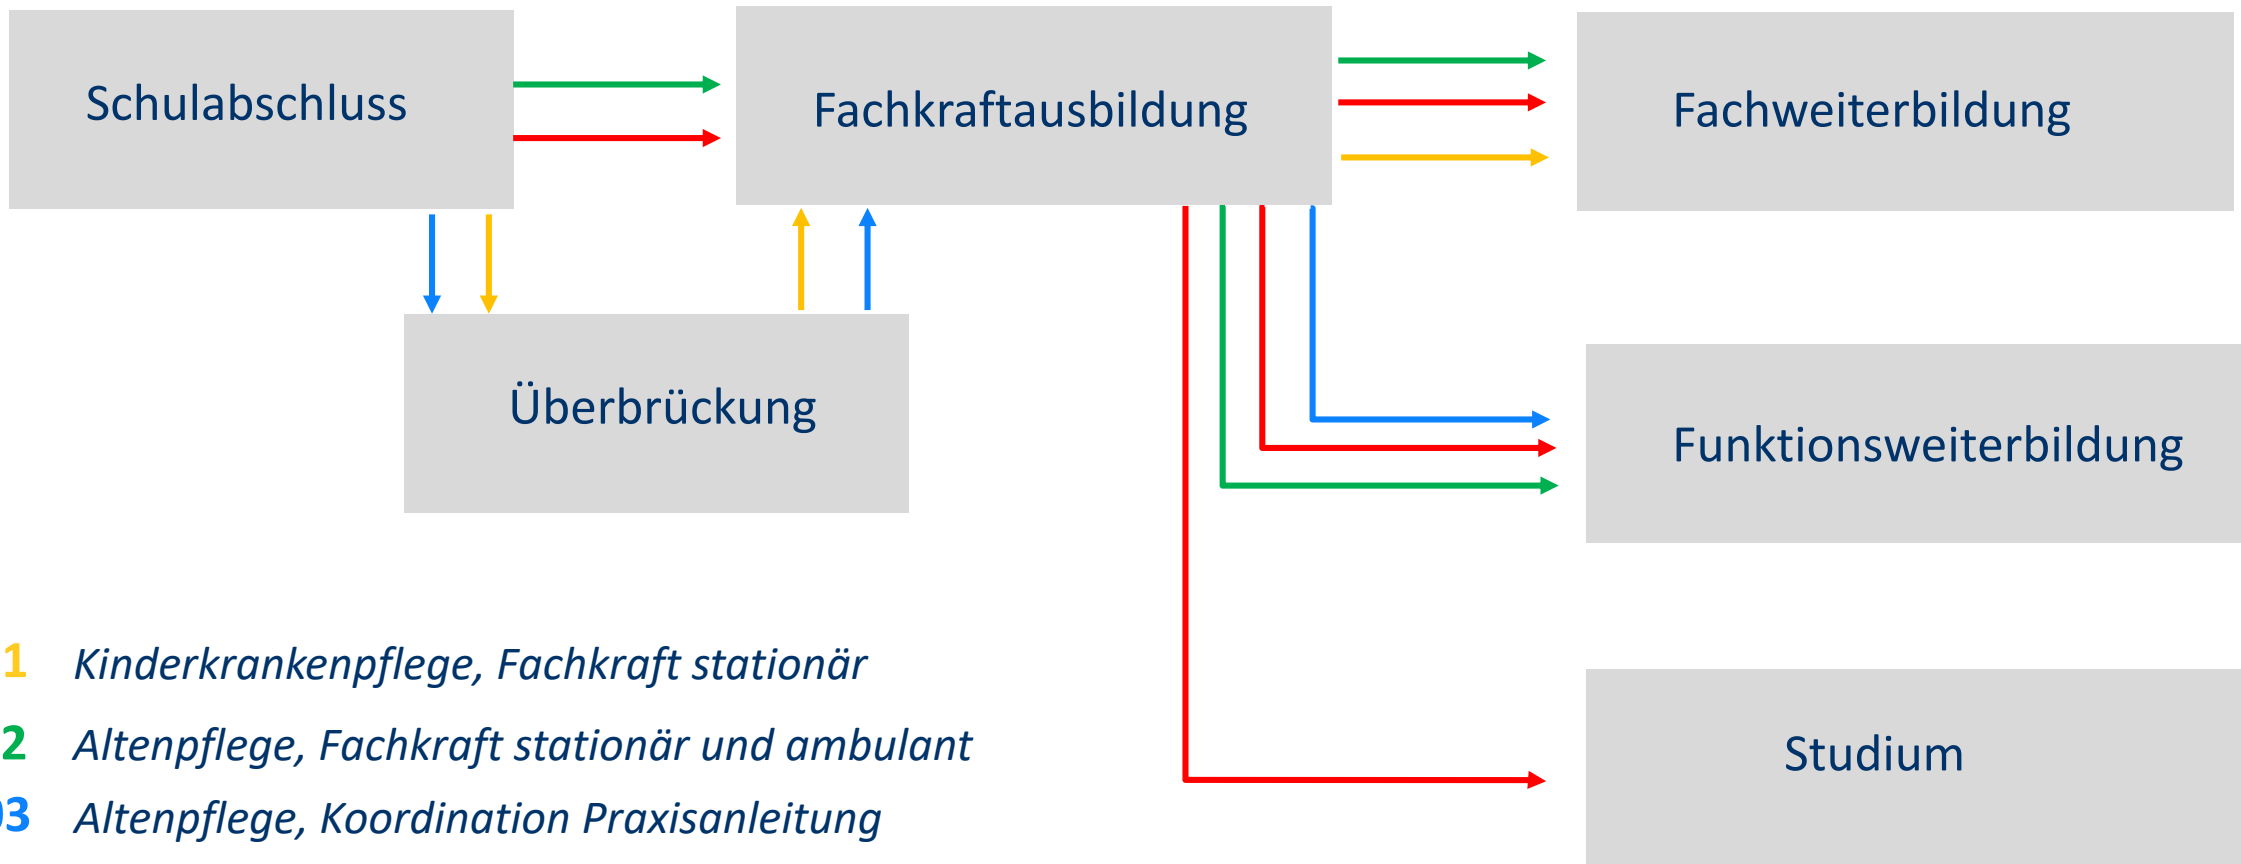 Schulabschluss
Fachkraftausbildung
Fachweiterbildung
Überbrückung
Funktionsweiterbildung
Studium
1 Kinderkrankenpflege, Fachkraft stationär
2 Altenpflege, Fachkraft stationär und ambulant
03 Altenpflege, Koordination Praxisanleitung